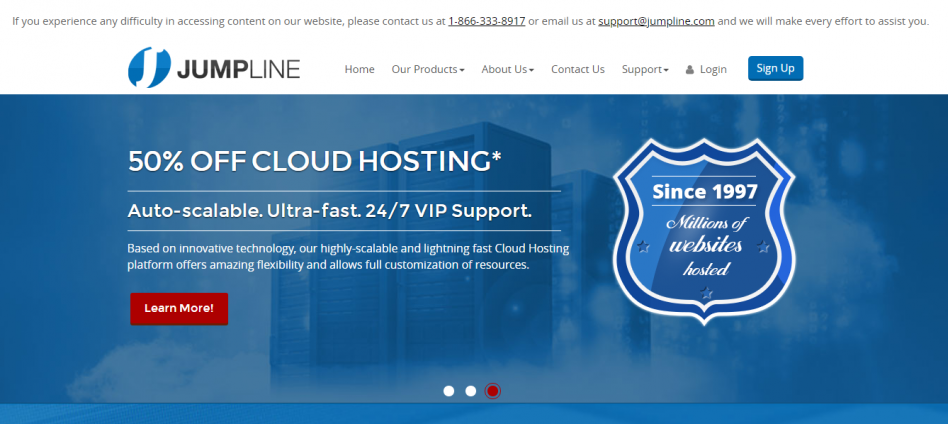 If you experience any difficulty in accessing content on our website, please contact us at 1-866-333-8917 or email us at support@jumpline.com and we will make every effort to assist you.
JUMPLINE
Home Our Products About Us Contact Us Support Login Sign Up
50% OFF CLOUD HOSTING*
Auto-scalable. Ultra-fast. 24/7 VIP Support.
Based on innovative technology, our highly-scalable and lightning fast Cloud Hosting
platform offers amazing flexibility and allows full customization of resources.
Learn More!
Since 1997
Millions of
websites
hosted